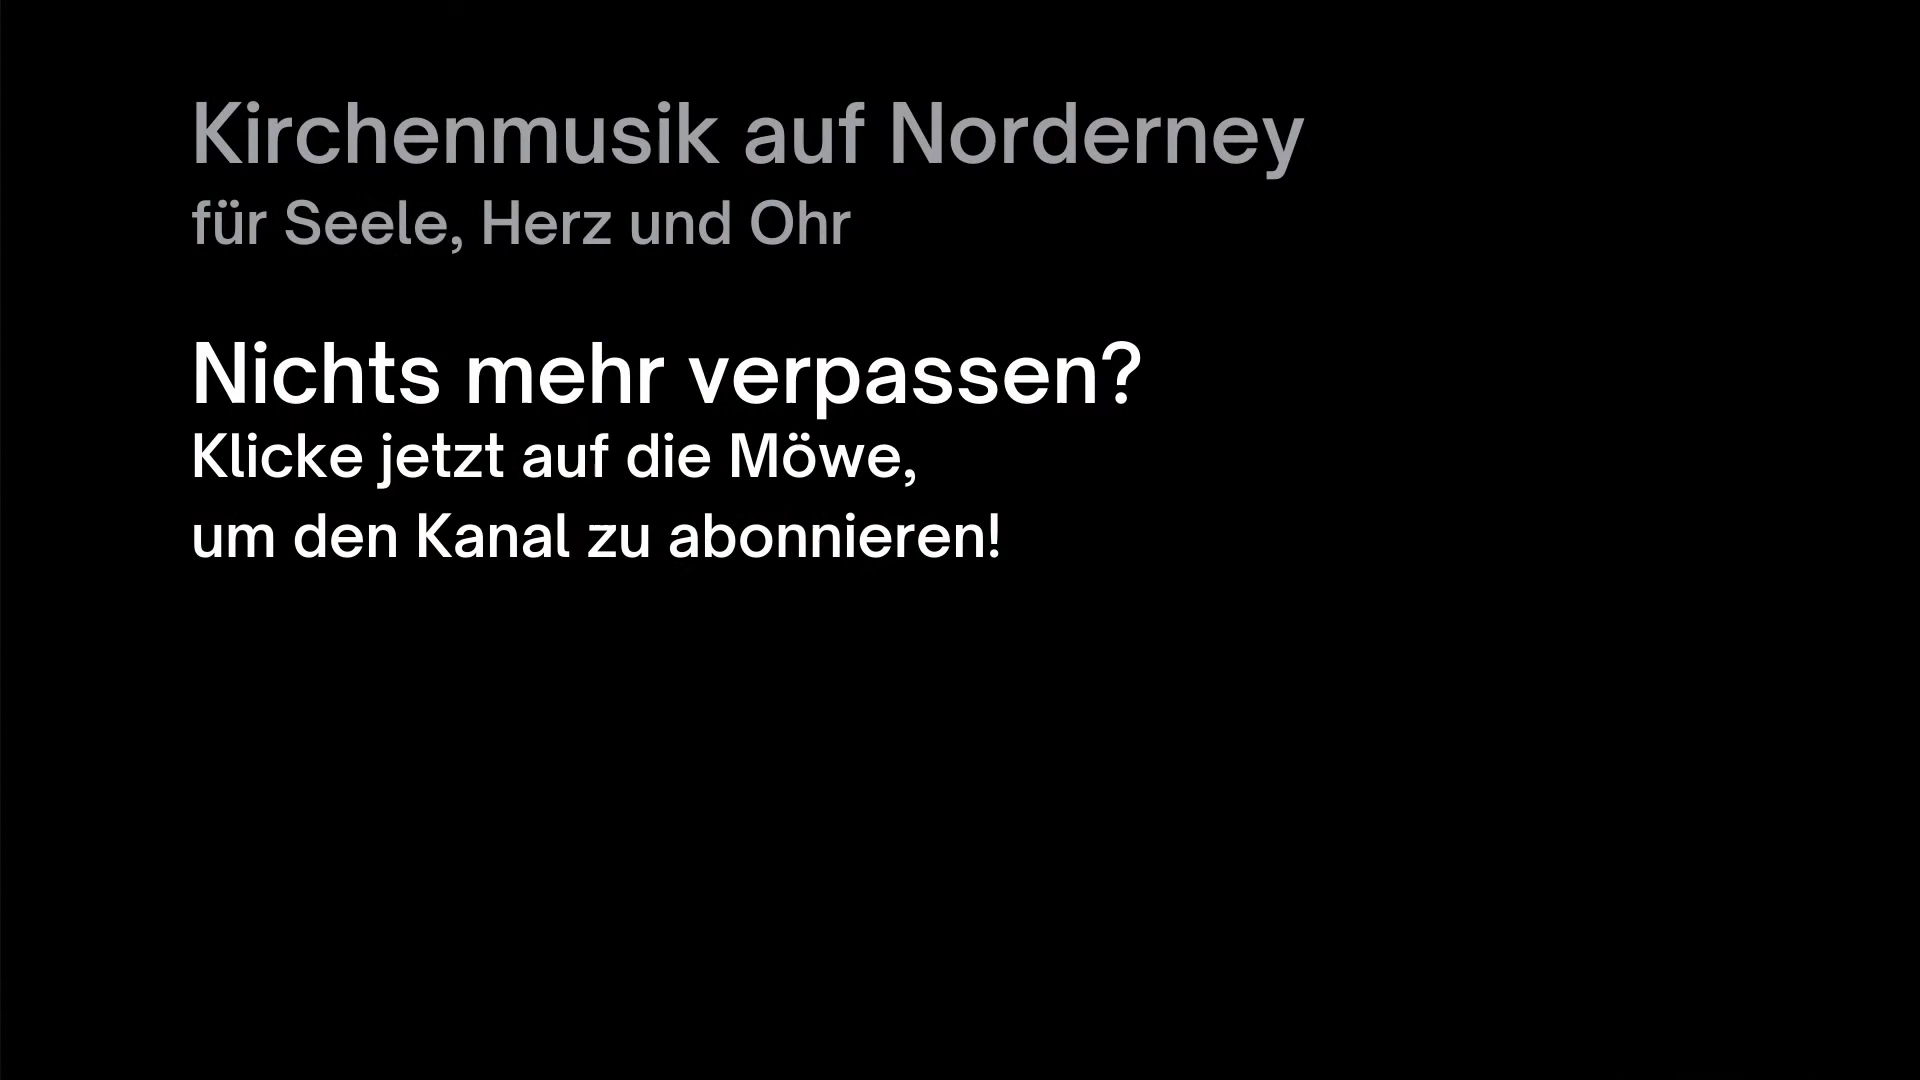 Kirchenmusik auf Norderney
für Seele, Herz und Ohr
Nichts mehr verpassen?
Klicke jetzt auf die Möwe,
um den Kanal zu abonnieren!